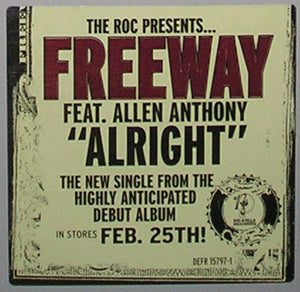 THE ROC PRESENTS...
FREE
FREEWAY
FEAT. ALLEN ANTHONY
"ALRIGHT"
THE NEW SINGLE FROM THE
HIGHLY ANTICIPATED
DEBUT ALBUM
IN STORES FEB. 25TH!
DEFR 15797-1